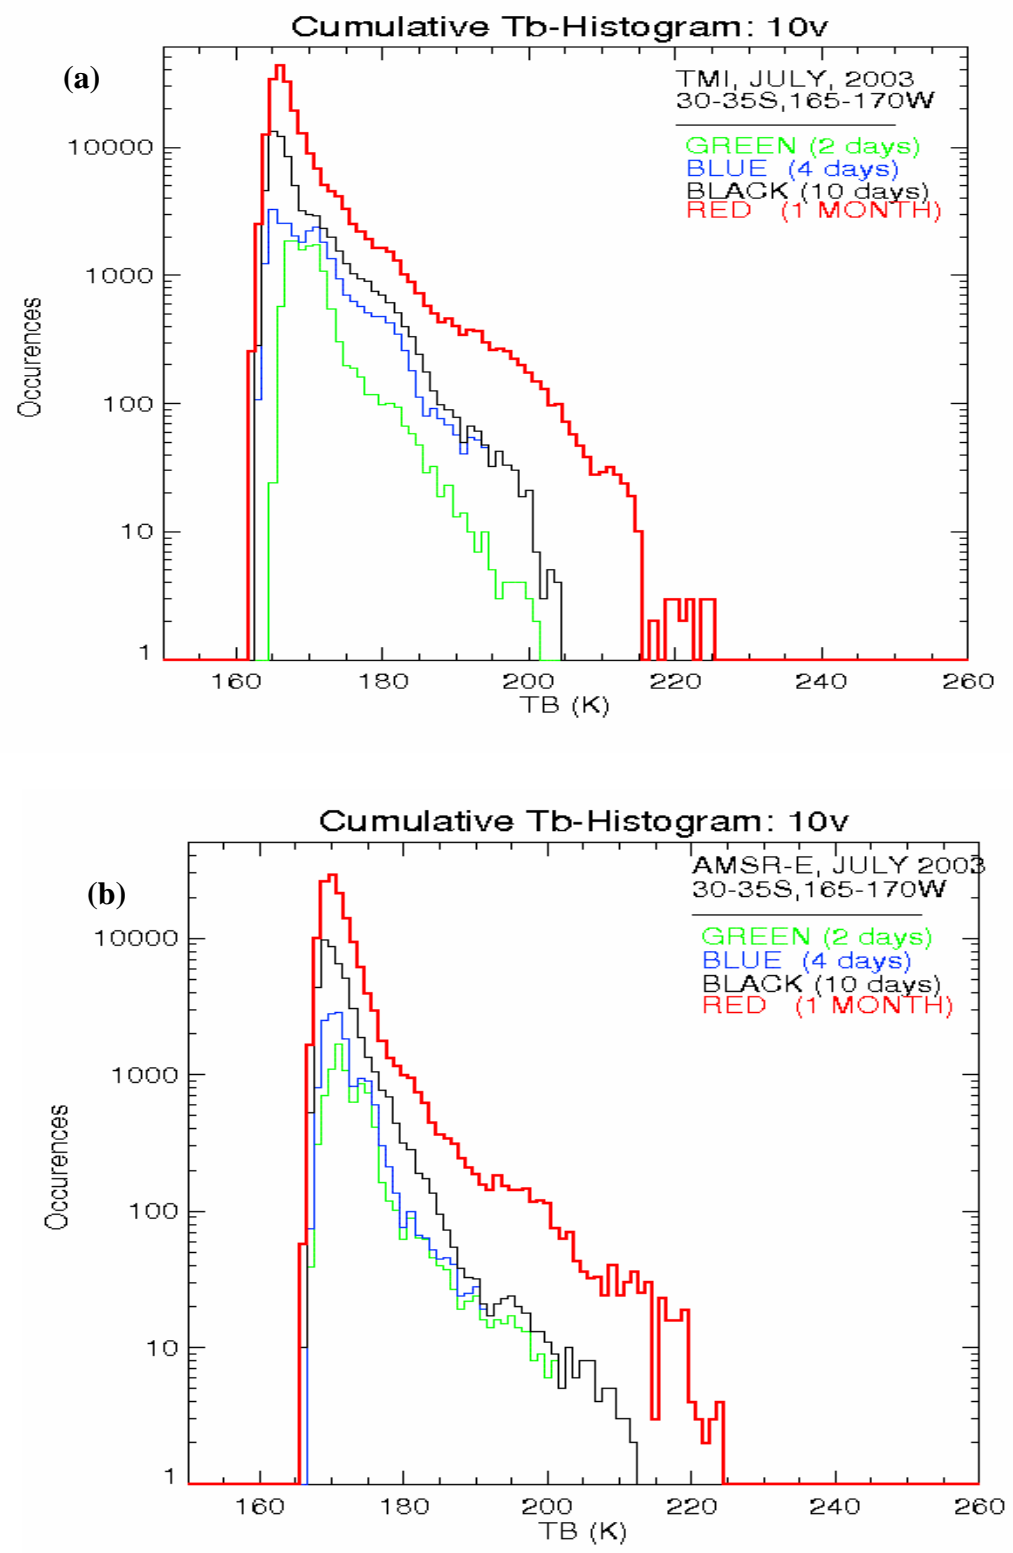 Cumulative Tb-Histogram: 10v
(a)
TMI, JULY, 2003
30-35S,165-170W
GREEN (2 days)
BLUE (4 days)
BLACK (10 days)
RED (1 MONTH)
10000
1000
100
10
1
Occurences
160 180 200 220 240 260
TB (K)
Cumulative Tb-Histogram: 10v
(b)
AMSR-E, JULY 2003
30-35S,165-170W
GREEN (2 days)
BLUE (4 days)
BLACK (10 days)
RED (1 MONTH)
10000
1000
100
10
1
Occurences
160 180 200 220 240 260
TB (K)